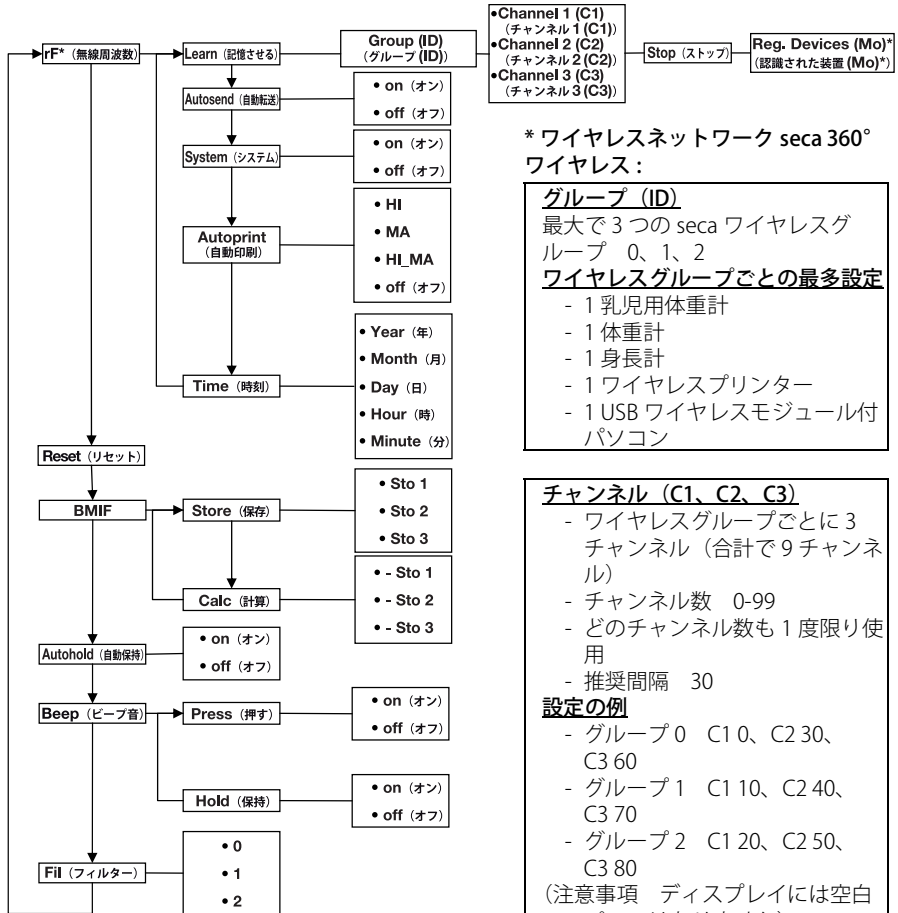 rF* (無線周波数)
Learn (記憶させる)
Group (ID)
(グループ (ID))
•Channel 1 (C1)
(チャンネル 1 (C1))
•Channel 2 (C2)
(チャンネル 2 (C2))
•Channel 3 (C3)
(チャンネル 3 (C3))
Stop (ストップ)
Reg. Devices (Mo)*)
(認識された装置 (Mo)*)
Autosend (自動転送)
• on (オン)
• off (オフ)
System (システム)
• on (オン)
• off (オフ)
Autoprint
(自動印刷)
• HI
• MA
• HI_MA
• off (オフ)
Time (時刻)
• Year (年)
• Month (月)
• Day (日)
• Hour (時)
• Minute (分)
Reset (リセット)
BMIF
Store (保存)
• Sto 1
• Sto 2
• Sto 3
Calc (計算)
• - Sto 1
• - Sto 2
• - Sto 3
Autohold (自動保持)
• on (オン)
• off (オフ)
Beep (ビープ音)
Press (押す)
• on (オン)
• off (オフ)
Hold (保持)
• on (オン)
• off (オフ)
Fil (フィルター)
• 0
• 1
• 2
* ワイヤレスネットワーク seca 360°
ワイヤレス :
グループ (ID)
最大で 3 つの seca ワイヤレスグ
ループ 0、1、2
ワイヤレスグループごとの最多設定
- 1 乳児用体重計
- 1 体重計
- 1 身長計
- 1 ワイヤレスプリンター
- 1 USB ワイヤレスモジュール付
パソコン
チャンネル (C1、C2、C3)
- ワイヤレスグループごとに 3
チャンネル (合計で 9 チャンネ
ル)
- チャンネル数 0-99
- どのチャンネル数も 1 度限り使
用
- 推奨間隔 30
設定の例
- グループ 0 C1 0、C2 30、
C3 60
- グループ 1 C1 10、C2 40、
C3 70
- グループ 2 C1 20、C2 50、
C3 80
(注意事項 ディスプレイには空白